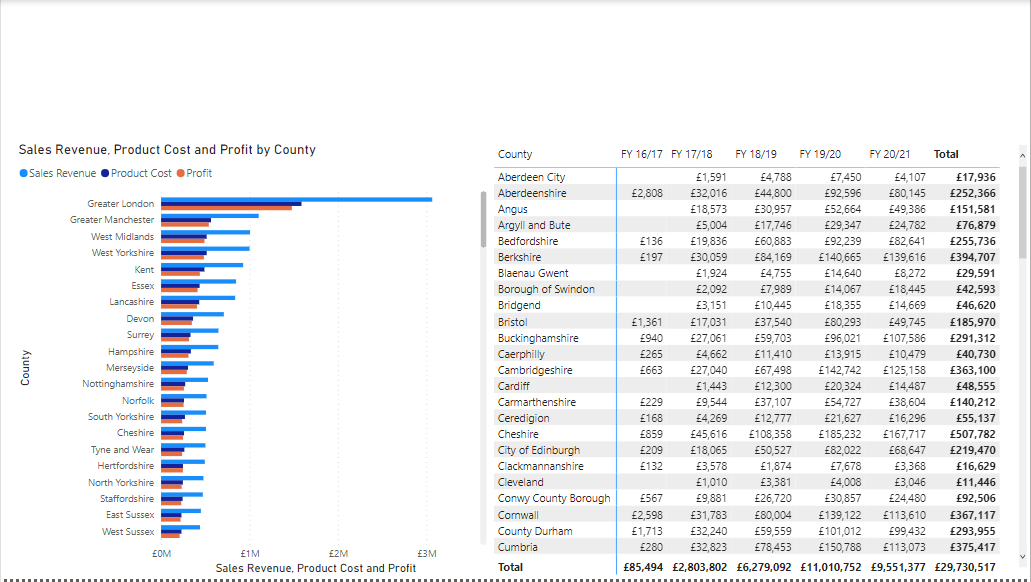 Sales Revenue, Product Cost and Profit by County
Sales Revenue Product Cost Profit
County
Greater London
Greater Manchester
West Midlands
West Yorkshire
Kent
Essex
Lancashire
Devon
Surrey
Hampshire
Merseyside
Nottinghamshire
Norfolk
South Yorkshire
Cheshire
Tyne and Wear
Hertfordshire
North Yorkshire
Staffordshire
East Sussex
West Sussex
£0M £1M £2M £3M
Sales Revenue, Product Cost and Profit
County FY 16/17 FY 17/18 FY 18/19 FY 19/20 FY 20/21 Total
Aberdeen City £1,591 £4,788 £7,450 £4,107 £17,936
Aberdeenshire £2,808 £32,016 £44,800 £92,596 £80,145 £252,366
Angus £18,573 £30,957 £52,664 £49,386 £151,581
Argyll and Bute £5,004 £17,746 £29,347 £24,782 £76,879
Bedfordshire £136 £19,836 £60,883 £92,239 £82,641 £255,736
Berkshire £197 £30,059 £84,169 £140,665 £139,616 £394,707
Blaenau Gwent £1,924 £4,755 £14,640 £8,272 £29,591
Borough of Swindon £2,092 £7,989 £14,067 £18,445 £42,593
Bridgend £3,151 £10,445 £18,355 £14,669 £46,620
Bristol £1,361 £17,031 £37,540 £80,293 £49,745 £185,970
Buckinghamshire £940 £27,061 £59,703 £96,021 £107,586 £291,312
Caerphilly £265 £4,662 £11,410 £13,915 £10,479 £40,730
Cambridgeshire £663 £27,040 £67,498 £142,742 £125,158 £363,100
Cardiff £1,443 £12,300 £20,324 £14,487 £48,555
Carmarthenshire £229 £9,544 £37,107 £54,727 £38,604 £140,212
Ceredigion £168 £4,269 £12,777 £21,627 £16,296 £55,137
Cheshire £859 £45,616 £108,358 £185,232 £167,717 £507,782
City of Edinburgh £209 £18,065 £50,527 £82,022 £68,647 £219,470
Clackmannanshire £132 £3,578 £1,874 £7,678 £3,368 £16,629
Cleveland £1,010 £3,381 £4,008 £3,046 £11,446
Conwy County Borough £567 £9,881 £26,720 £30,857 £24,480 £92,506
Cornwall £2,598 £31,783 £80,004 £139,122 £113,610 £367,117
County Durham £1,713 £32,240 £59,559 £101,012 £99,432 £293,955
Cumbria £280 £32,823 £78,453 £150,788 £113,073 £375,417
Total £85,494 £2,803,802 £6,279,092 £11,010,752 £9,551,377 £29,730,517